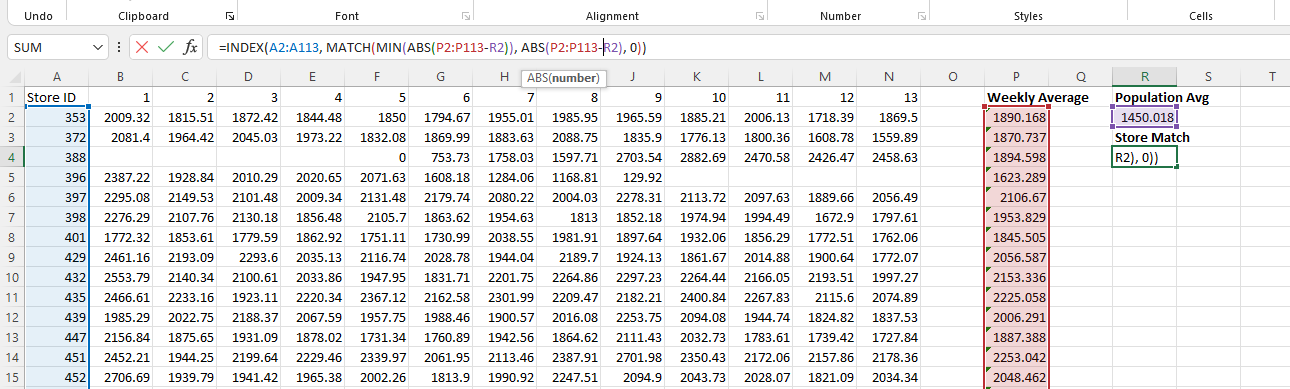 Undo Clipboard Font Alignment Number Styles Cells
SUM =INDEX(A2:A113, MATCH(MIN(ABS(P2:P113-R2)), ABS(P2:P113-R2), 0))
ABS(number)
A B C D E F G H I J K L M N O P Q R S T
1 Store ID 1 2 3 4 5 6 7 8 9 10 11 12 13 Weekly Average Population Avg
2 353 2009.32 1815.51 1872.42 1844.48 1850 1794.67 1955.01 1985.95 1965.59 1885.21 2006.13 1718.39 1869.5 1890.168 1450.018
3 372 2081.4 1964.42 2045.03 1973.22 1832.08 1869.99 1883.63 2088.75 1835.9 1776.13 1800.36 1608.78 1559.89 1870.737 Store Match
4 388 0 753.73 1758.03 1597.71 2703.54 2882.69 2470.58 2426.47 2458.63 1894.598 R2), 0))
5 396 2387.22 1928.84 2010.29 2020.65 2071.63 1608.18 1284.06 1168.81 129.92 1623.289
6 397 2295.08 2149.53 2101.48 2009.34 2131.48 2179.74 2080.22 2004.03 2278.31 2113.72 2097.63 1889.66 2056.49 2106.67
7 398 2276.29 2107.76 2130.18 1856.48 2105.7 1863.62 1954.63 1813 1852.18 1974.94 1994.49 1672.9 1797.61 1953.829
8 401 1772.32 1853.61 1779.59 1862.92 1751.11 1730.99 2038.55 1981.91 1897.64 1932.06 1856.29 1772.51 1762.06 1845.505
9 429 2461.16 2193.09 2293.6 2035.13 2116.74 2028.78 1944.04 2189.7 1924.13 1861.67 2014.88 1900.64 1772.07 2056.587
10 432 2553.79 2140.34 2100.61 2033.86 1947.95 1831.71 2201.75 2264.86 2297.23 2264.44 2166.05 2193.51 1997.27 2153.336
11 435 2466.61 2233.16 1923.11 2220.34 2367.12 2162.58 2301.99 2209.47 2182.21 2400.84 2267.83 2115.6 2074.89 2225.058
12 439 1985.29 2022.75 2188.37 2067.59 1957.75 1988.46 1900.57 2016.08 2253.75 2094.08 1944.74 1824.82 1837.53 2006.291
13 447 2156.84 1875.65 1931.09 1878.02 1731.34 1760.89 1942.56 1864.62 2111.43 2032.73 1783.61 1739.42 1727.84 1887.388
14 451 2452.21 1944.25 2199.64 2229.46 2339.97 2061.95 2113.46 2387.91 2701.98 2350.43 2172.06 2157.86 2178.36 2253.042
15 452 2706.69 1939.79 1941.42 1965.38 2002.26 1813.9 1990.92 2247.51 2094.9 2043.73 2028.07 1821.09 2034.34 2048.462